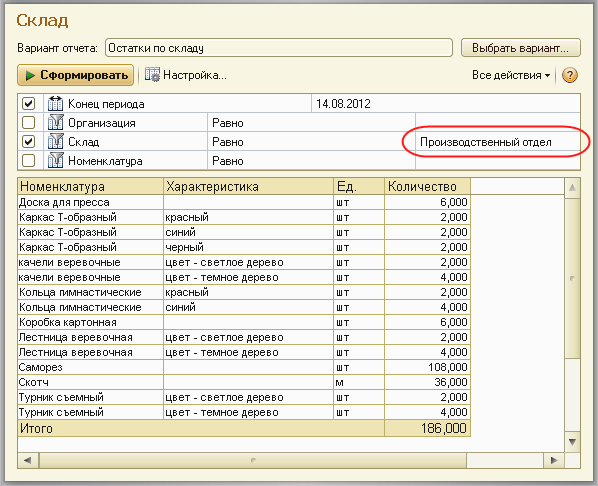 Склад
Вариант отчета: Остатки по складу Выбрать вариант...
Сформировать Настройка... Все действия ?
Конец периода 14.08.2012
Организация Равно
Склад Равно Производственный отдел
Номенклатура Равно
Номенклатура Характеристика Ед. Количество
Доска для пресса шт 6,000
Каркас Т-образный красный шт 2,000
Каркас Т-образный синий шт 2,000
Каркас Т-образный черный шт 2,000
качели веревочные цвет - светлое дерево шт 2,000
качели веревочные цвет - темное дерево шт 4,000
Кольца гимнастические красный шт 2,000
Кольца гимнастические синий шт 4,000
Коробка картонная шт 6,000
Лестница веревочная цвет - светлое дерево шт 2,000
Лестница веревочная цвет - темное дерево шт 4,000
Саморез шт 108,000
Скотч м 36,000
Турник съемный цвет - светлое дерево шт 2,000
Турник съемный цвет - темное дерево шт 4,000
Итого 186,000